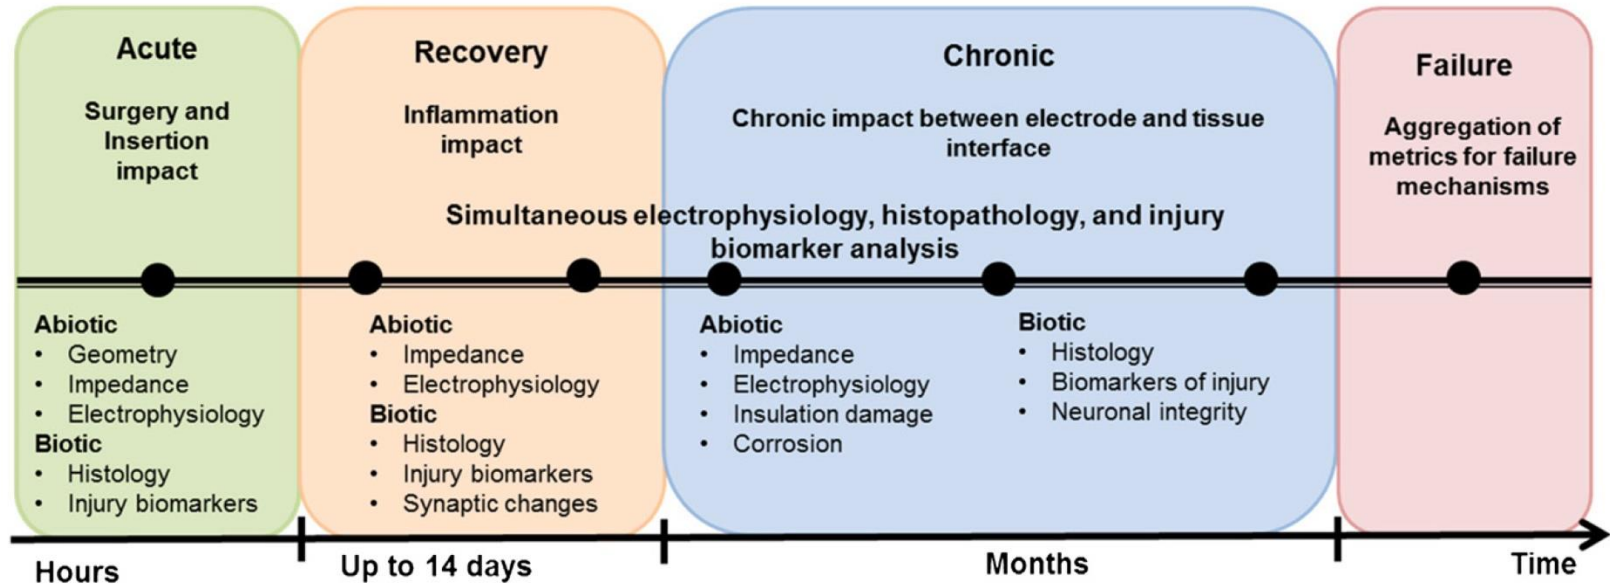 Acute
Surgery and
Insertion
impact
Recovery
Inflammation
impact
Chronic
Chronic impact between electrode and tissue
interface
Failure
Aggregation of
metrics for failure
mechanisms
Simultaneous electrophysiology, histopathology, and injury
biomarker analysis
Abiotic
• Geometry
• Impedance
• Electrophysiology
Biotic
• Histology
• Injury biomarkers
Abiotic
• Impedance
• Electrophysiology
Biotic
• Histology
• Injury biomarkers
• Synaptic changes
Abiotic
• Impedance
• Electrophysiology
• Insulation damage
• Corrosion
Biotic
• Histology
• Biomarkers of injury
• Neuronal integrity
Hours
Up to 14 days
Months
Time